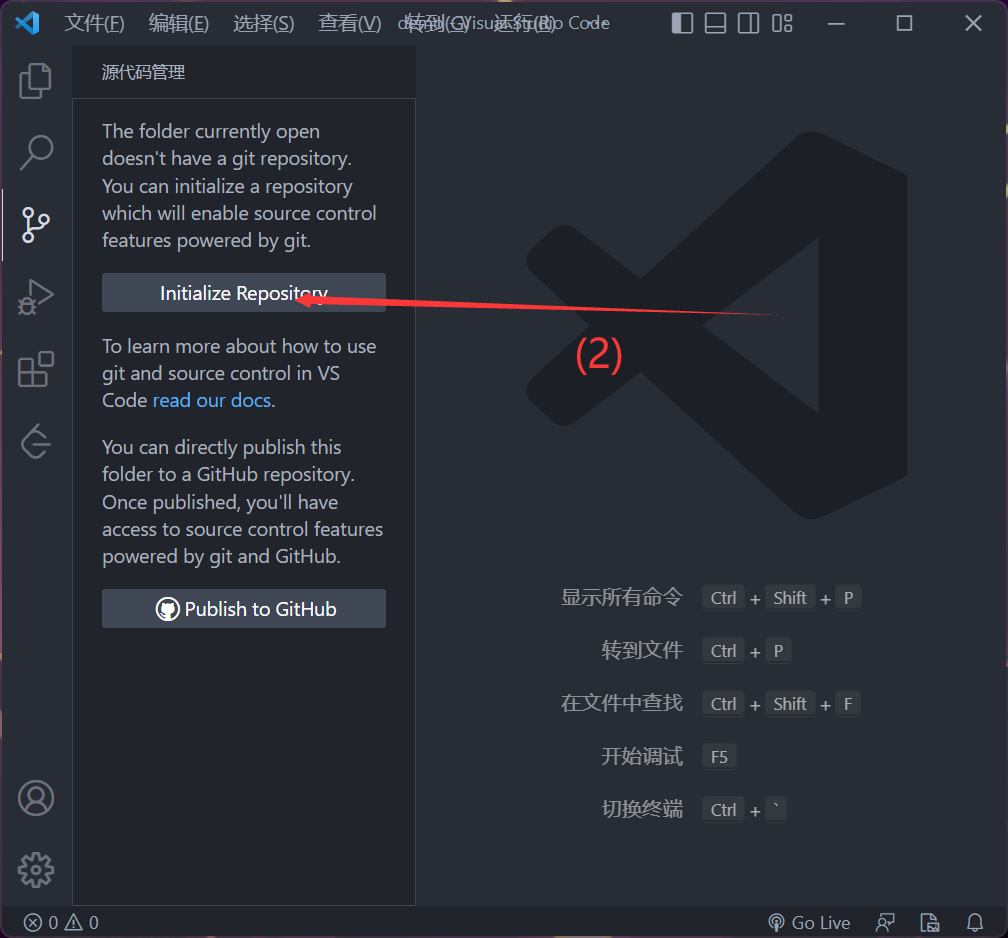 文件(F) 编辑(E) 选择(S) 查看(V) 转到(G) 运行(R) Visual Studio Code
源代码管理
The folder currently open
doesn't have a git repository.
You can initialize a repository
which will enable source control
features powered by git.
Initialize Repository
(2)
To learn more about how to use
git and source control in VS
Code read our docs.
You can directly publish this
folder to a GitHub repository.
Once published, you'll have
access to source control features
powered by git and GitHub.
Publish to GitHub
显示所有命令 Ctrl + Shift + P
转到文件 Ctrl + P
在文件中查找 Ctrl + Shift + F
开始调试 F5
切换终端 Ctrl + `
0 0 Go Live